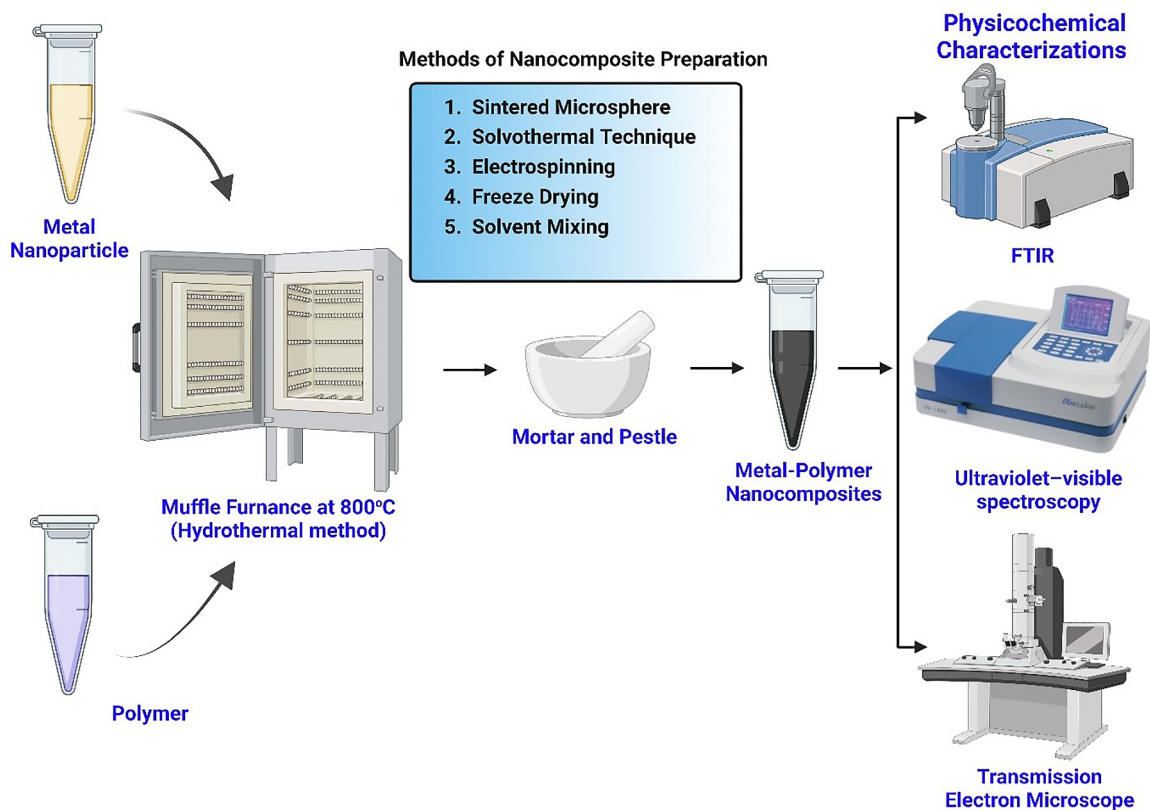 Physicochemical
Characterizations
Methods of Nanocomposite Preparation
1. Sintered Microsphere
2. Solvothermal Technique
3. Electrospinning
4. Freeze Drying
5. Solvent Mixing
Metal
Nanoparticle
FTIR
Mortar and Pestle
Metal-Polymer
Nanocomposites
Ultraviolet–visible
spectroscopy
Muffle Furnance at 800°C
(Hydrothermal method)
Polymer
Transmission
Electron Microscope